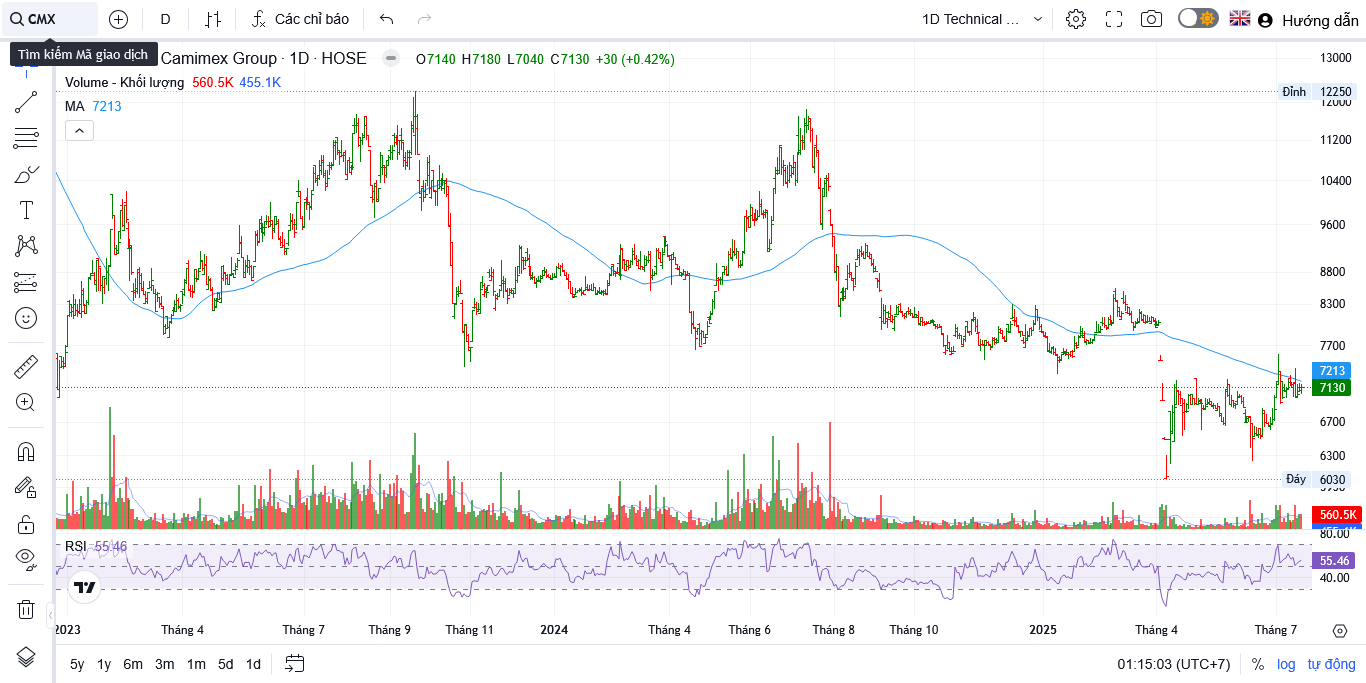 CMX
D
Các chỉ báo
1D Technical ...
Hướng dẫn
Tìm kiếm Mã giao dịch
Camimex Group · 1D · HOSE
O7140 H7180 L7040 C7130 +30 (+0.42%)
Volume - Khối lượng 560.5K 455.1K
MA 7213
13000
Đỉnh 12250
12000
11200
10400
9600
8800
8300
7700
7213
7130
6700
6300
Đáy 6030
560.5K
RSI 55.46
80.00
55.46
40.00
2023 Tháng 4 Tháng 7 Tháng 9 Tháng 11 2024 Tháng 4 Tháng 6 Tháng 8 Tháng 10 2025 Tháng 4 Tháng 7
5y 1y 6m 3m 1m 5d 1d
01:15:03 (UTC+7) % log tự động